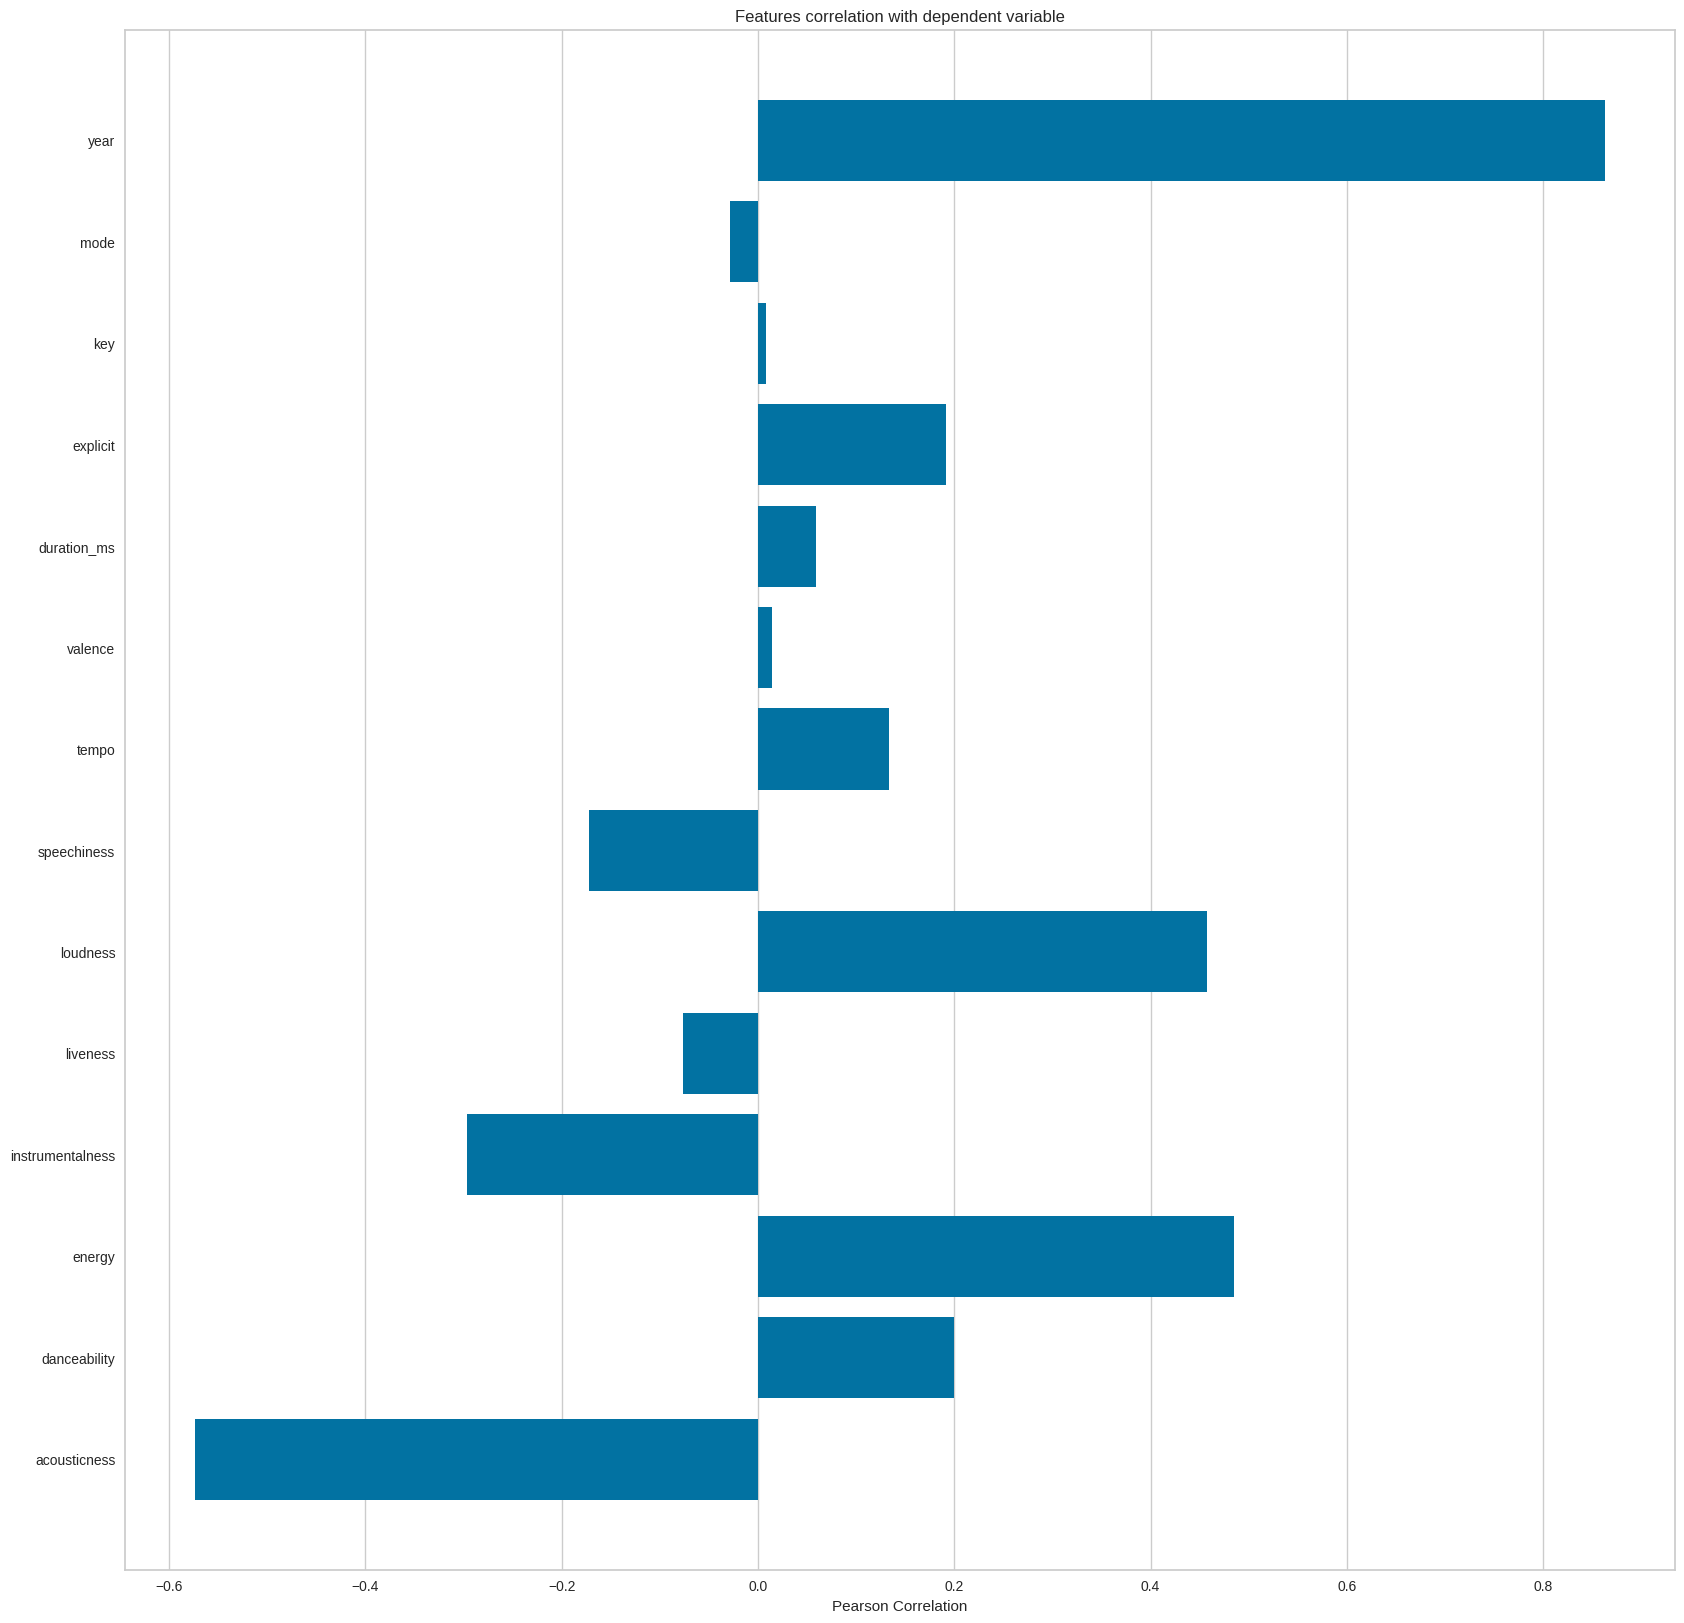 Features correlation with dependent variable
year
mode
key
explicit
duration_ms
valence
tempo
speechiness
loudness
liveness
instrumentalness
energy
danceability
acousticness
−0.6 −0.4 −0.2 0.0 0.2 0.4 0.6 0.8
Pearson Correlation